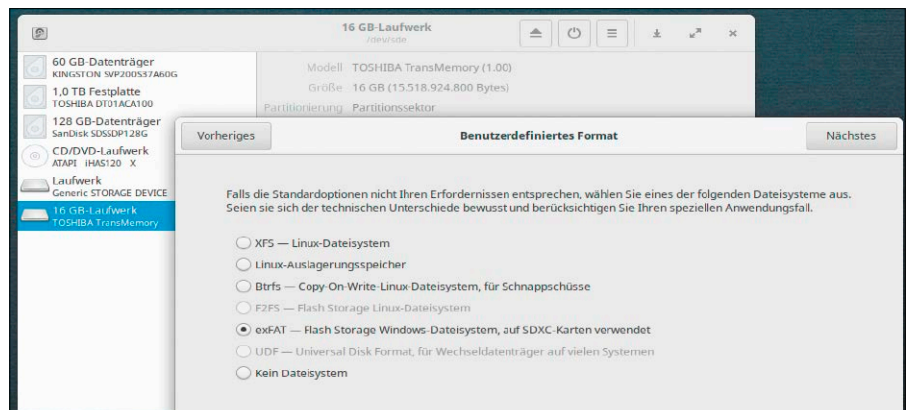 16 GB-Laufwerk
/dev/sde
60 GB-Datenträger
KINGSTON SVP200S37A60G
1,0 TB Festplatte
TOSHIBA DT01ACA100
128 GB-Datenträger
SanDisk SDSSDP128G
CD/DVD-Laufwerk
ATAPI iHAS120 X
Laufwerk
Generic STORAGE DEVICE
16 GB-Laufwerk
TOSHIBA TransMemory
Modell TOSHIBA TransMemory (1.00)
Größe 16 GB (15.518.924.800 Bytes)
Partitionierung Partitionssektor
Vorheriges
Benutzerdefiniertes Format
Nächstes
Falls die Standardoptionen nicht Ihren Erfordernissen entsprechen, wählen Sie eines der folgenden Dateisysteme aus.
Seien sie sich der technischen Unterschiede bewusst und berücksichtigen Sie Ihren speziellen Anwendungsfall.
XFS — Linux-Dateisystem
Linux-Auslagerungsspeicher
Btrfs — Copy-On-Write-Linux-Dateisystem, für Schnappschüsse
F2FS — Flash Storage Linux-Dateisystem
exFAT — Flash Storage Windows-Dateisystem, auf SDXC-Karten verwendet
UDF — Universal Disk Format, für Wechseldatenträger auf vielen Systemen
Kein Dateisystem